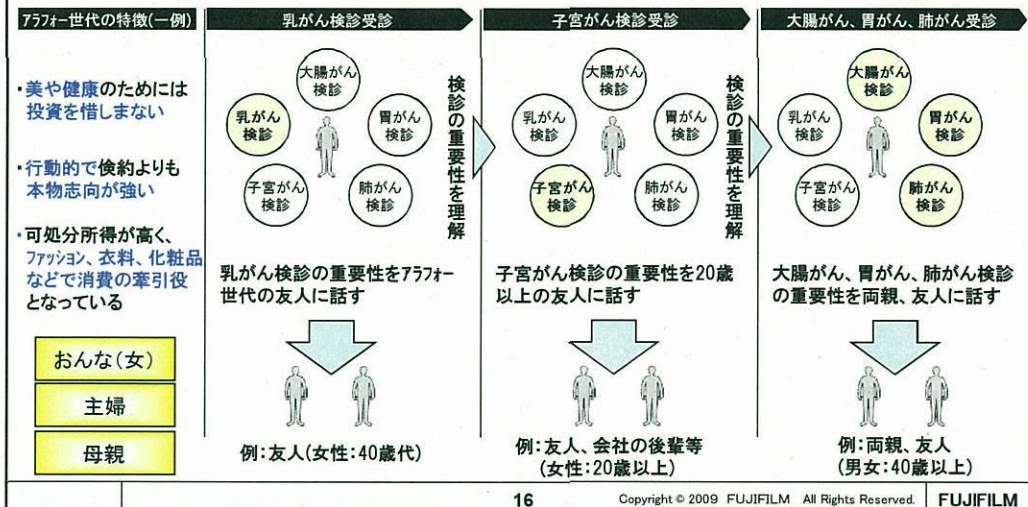 アラフォー世代の特徴(一例)
・美や健康のためには
投資を惜しまない
・行動的で倹約よりも
本物志向が強い
・可処分所得が高く、
ファッション、衣料、化粧品
などで消費の牽引役
となっている
おんな(女)
主婦
母親
乳がん検診受診
大腸がん
検診
乳がん
検診
胃がん
検診
子宮がん
検診
肺がん
検診
検診の重要性を理解
乳がん検診の重要性をアラフォー
世代の友人に話す
例:友人(女性:40歳代)
子宮がん検診受診
大腸がん
検診
乳がん
検診
胃がん
検診
子宮がん
検診
肺がん
検診
検診の重要性を理解
子宮がん検診の重要性を20歳
以上の友人に話す
例:友人、会社の後輩等
(女性:20歳以上)
大腸がん、胃がん、肺がん受診
大腸がん
検診
乳がん
検診
胃がん
検診
子宮がん
検診
肺がん
検診
大腸がん、胃がん、肺がん検診
の重要性を両親、友人に話す
例:両親、友人
(男女:40歳以上)
16
Copyright © 2009 FUJIFILM All Rights Reserved.
FUJIFILM